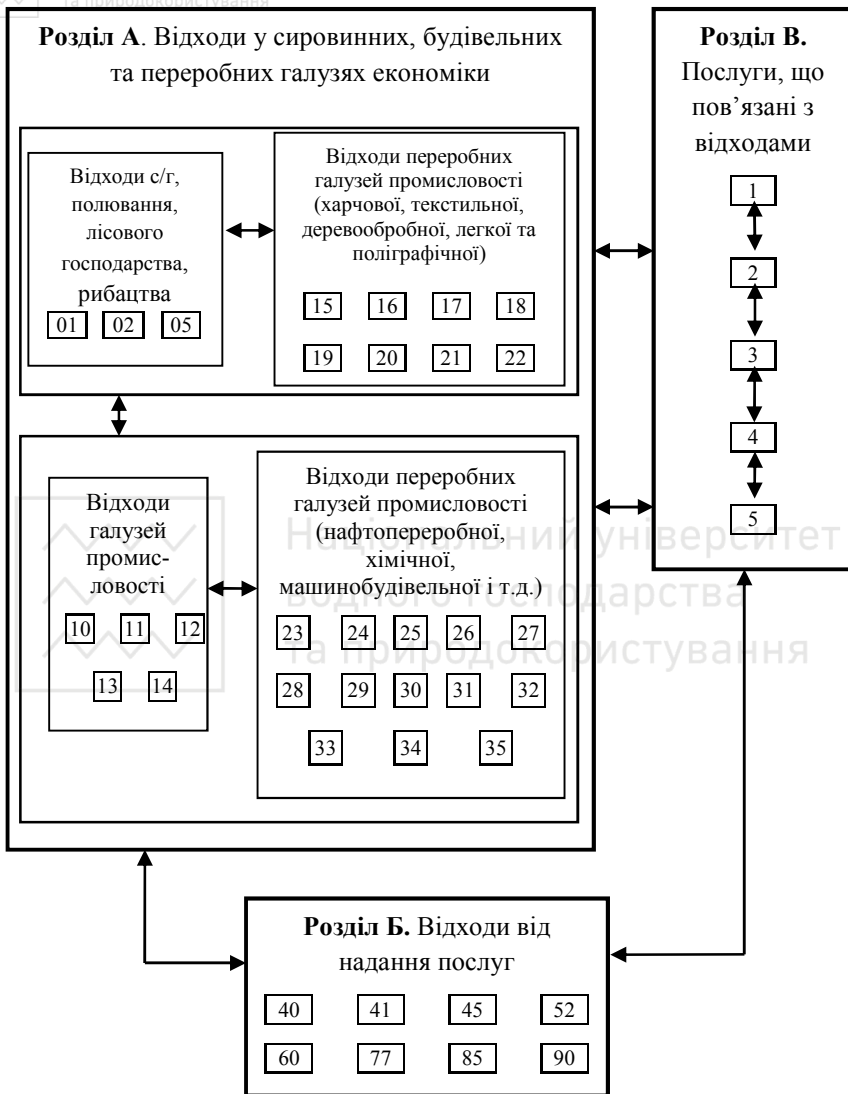 та природокористування
Розділ А. Відходи у сировинних, будівельних
та переробних галузях економіки
Відходи с/г,
полювання,
лісового
господарства,
рибацтва
01 02 05
Відходи переробних
галузей промисловості
(харчової, текстильної,
деревообробної, легкої та
поліграфічної)
15 16 17 18
19 20 21 22
Відходи
галузей
промис-
ловості
10 11 12
13 14
Відходи переробних
галузей промисловості
(нафтопереробної,
хімічної,
машинобудівельної і т.д.)
23 24 25 26 27
28 29 30 31 32
33 34 35
Розділ В.
Послуги, що
пов’язані з
відходами
1
2
3
4
5
Національний університет
водного господарства
та природокористування
Розділ Б. Відходи від
надання послуг
40 41 45 52
60 77 85 90